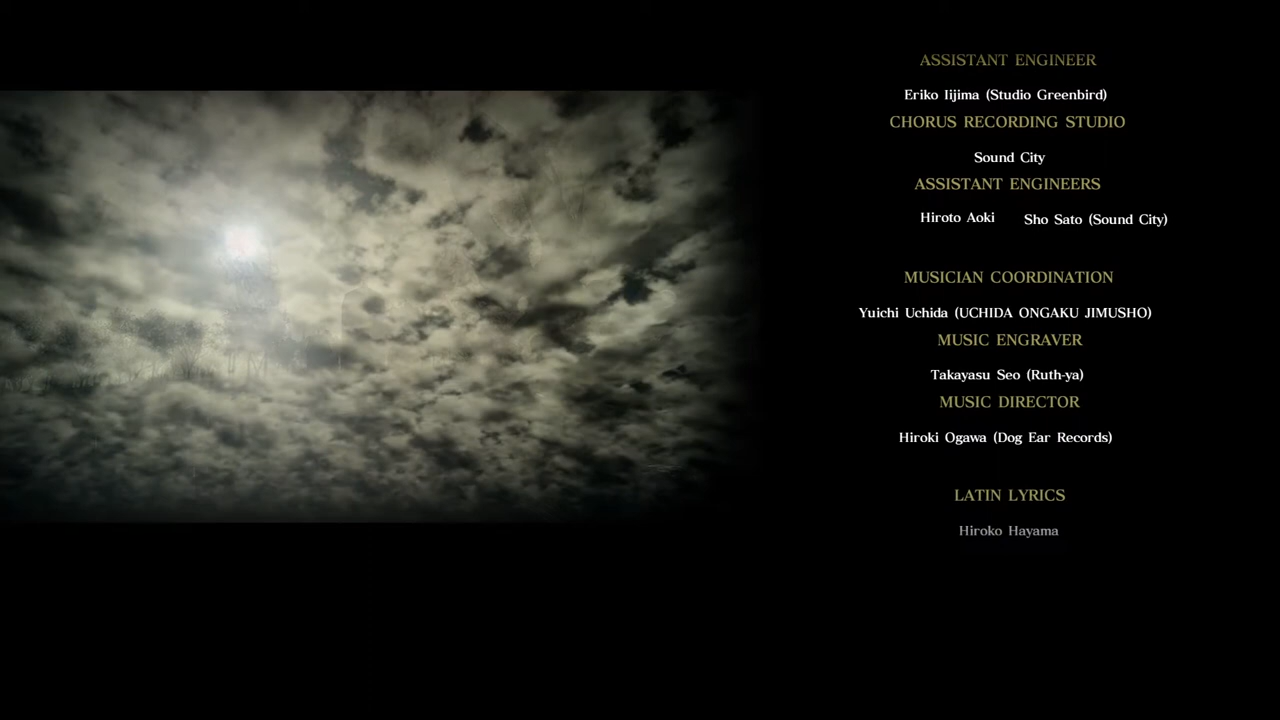 ASSISTANT ENGINEER
Eriko Iijima (Studio Greenbird)
CHORUS RECORDING STUDIO
Sound City
ASSISTANT ENGINEERS
Hiroto Aoki Sho Sato (Sound City)
MUSICIAN COORDINATION
Yuichi Uchida (UCHIDA ONGAKU JIMUSHO)
MUSIC ENGRAVER
Takayasu Seo (Ruth-ya)
MUSIC DIRECTOR
Hiroki Ogawa (Dog Ear Records)
LATIN LYRICS
Hiroko Hayama